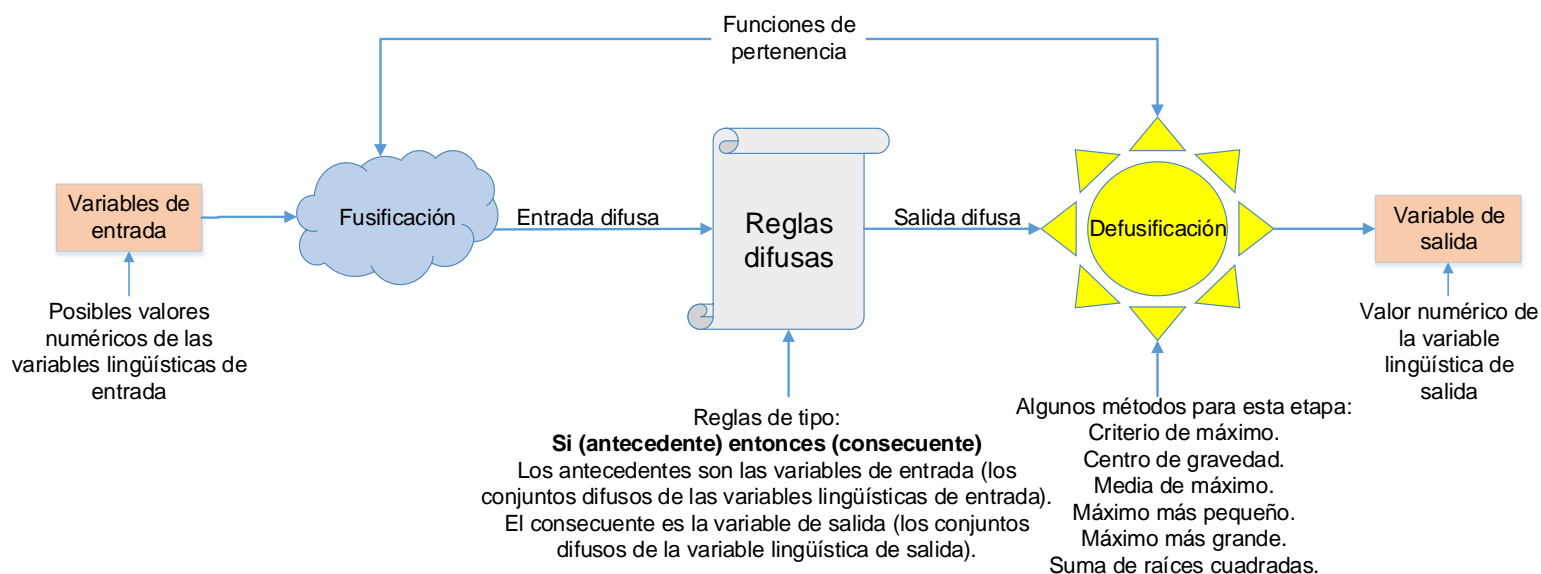 Funciones de
pertenencia
Variables de
entrada
Fusificación
Entrada difusa
Reglas
difusas
Salida difusa
Defusificación
Variable de
salida
Posibles valores
numéricos de las
variables lingüísticas de
entrada
Valor numérico de
la variable
lingüística de
salida
Reglas de tipo:
Si (antecedente) entonces (consecuente)
Los antecedentes son las variables de entrada (los
conjuntos difusos de las variables lingüísticas de entrada).
El consecuente es la variable de salida (los conjuntos
difusos de la variable lingüística de salida).
Algunos métodos para esta etapa:
Criterio de máximo.
Centro de gravedad.
Media de máximo.
Máximo más pequeño.
Máximo más grande.
Suma de raíces cuadradas.